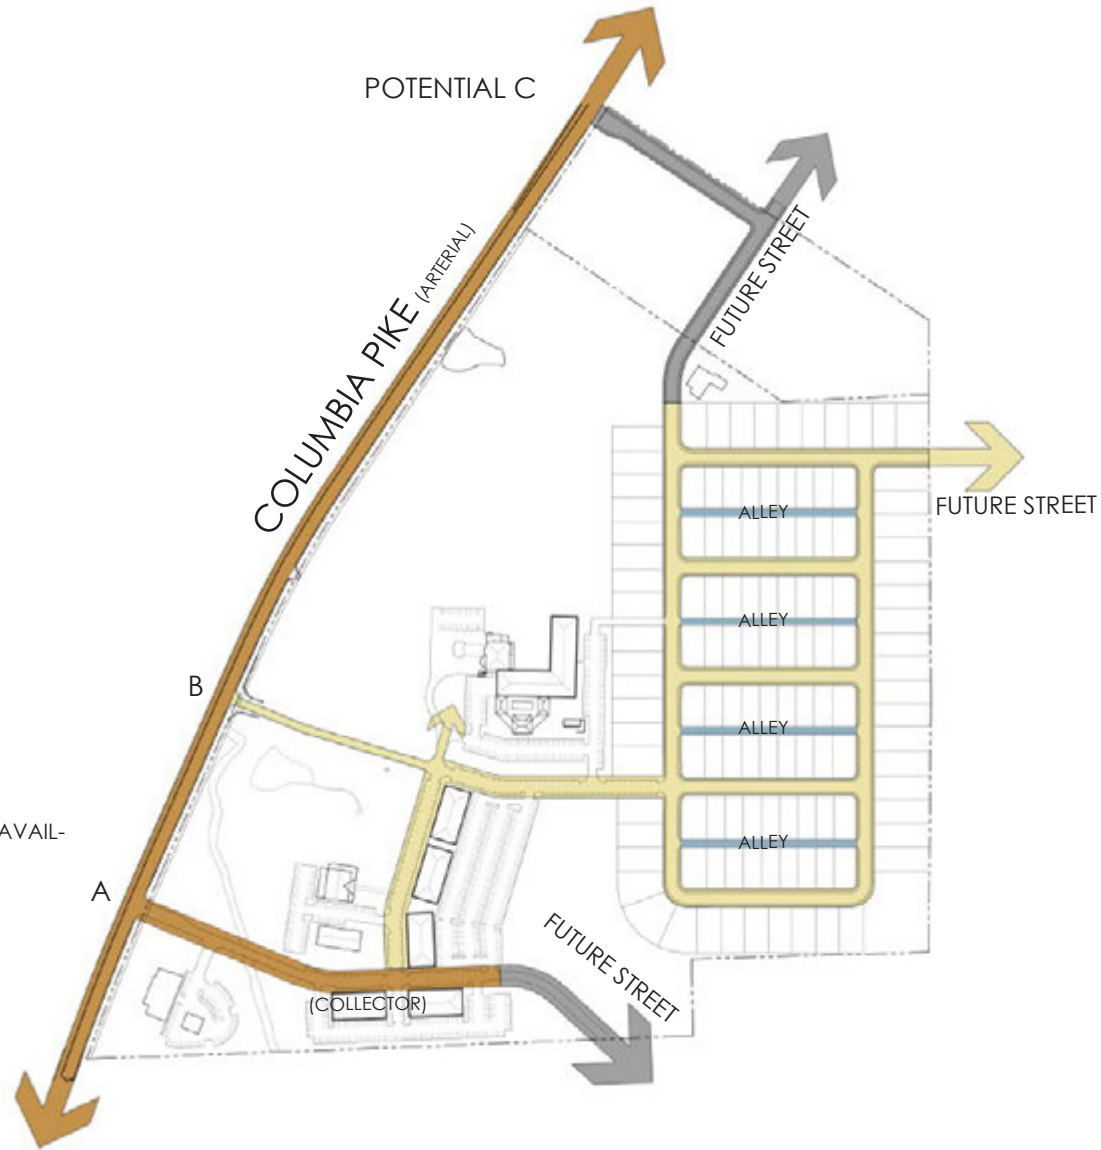 POTENTIAL C
COLUMBIA PIKE (ARTERIAL)
FUTURE STREET
FUTURE STREET
ALLEY
ALLEY
B
ALLEY
AVAIL-
ALLEY
A
FUTURE STREET
(COLLECTOR)